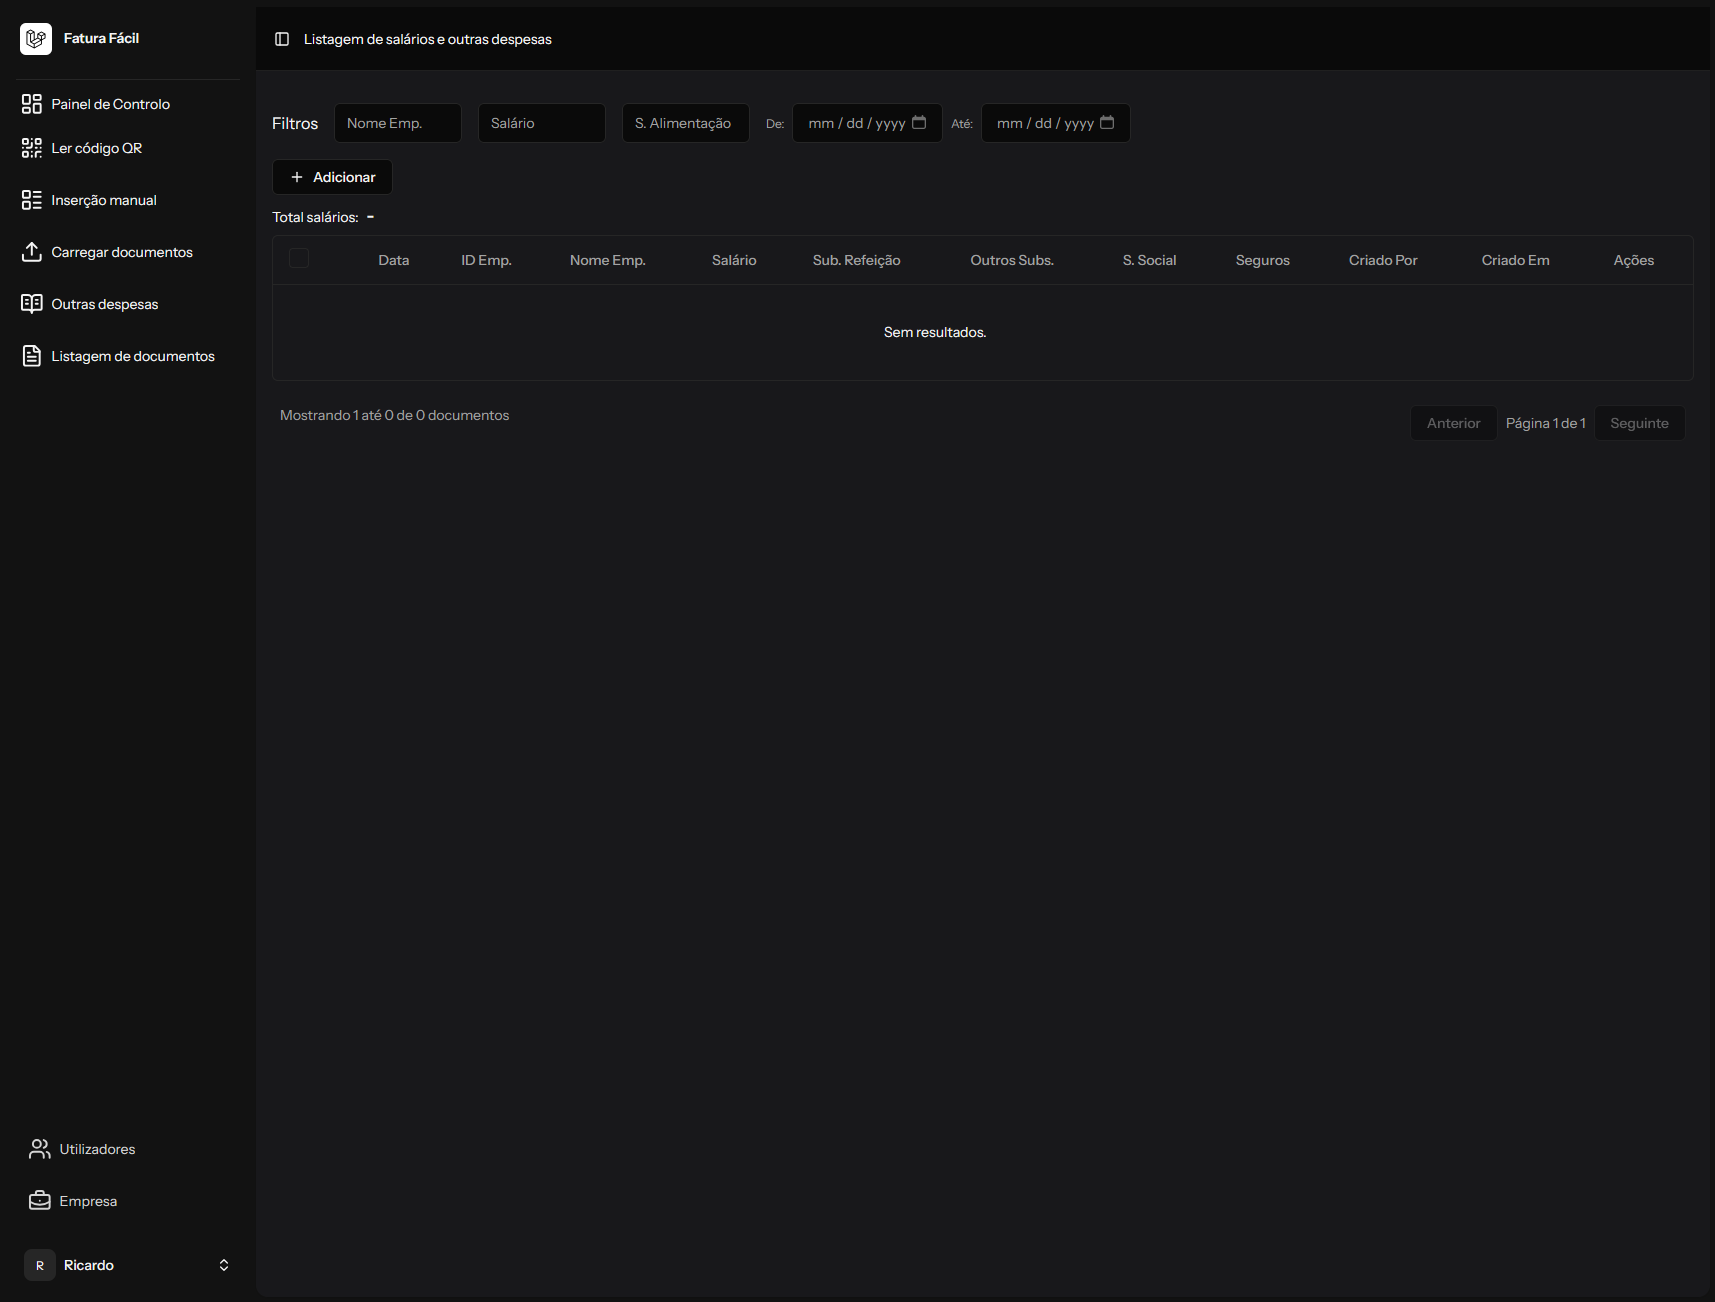 Fatura Fácil
Painel de Controlo
Ler código QR
Inserção manual
Carregar documentos
Outras despesas
Listagem de documentos
Utilizadores
Empresa
R Ricardo
Listagem de salários e outras despesas
Filtros Nome Emp. Salário S. Alimentação De: mm / dd / yyyy Até: mm / dd / yyyy
+ Adicionar
Total salários: -
Data ID Emp. Nome Emp. Salário Sub. Refeição Outros Subs. S. Social Seguros Criado Por Criado Em Ações
Sem resultados.
Mostrando 1 até 0 de 0 documentos
Anterior Página 1 de 1 Seguinte